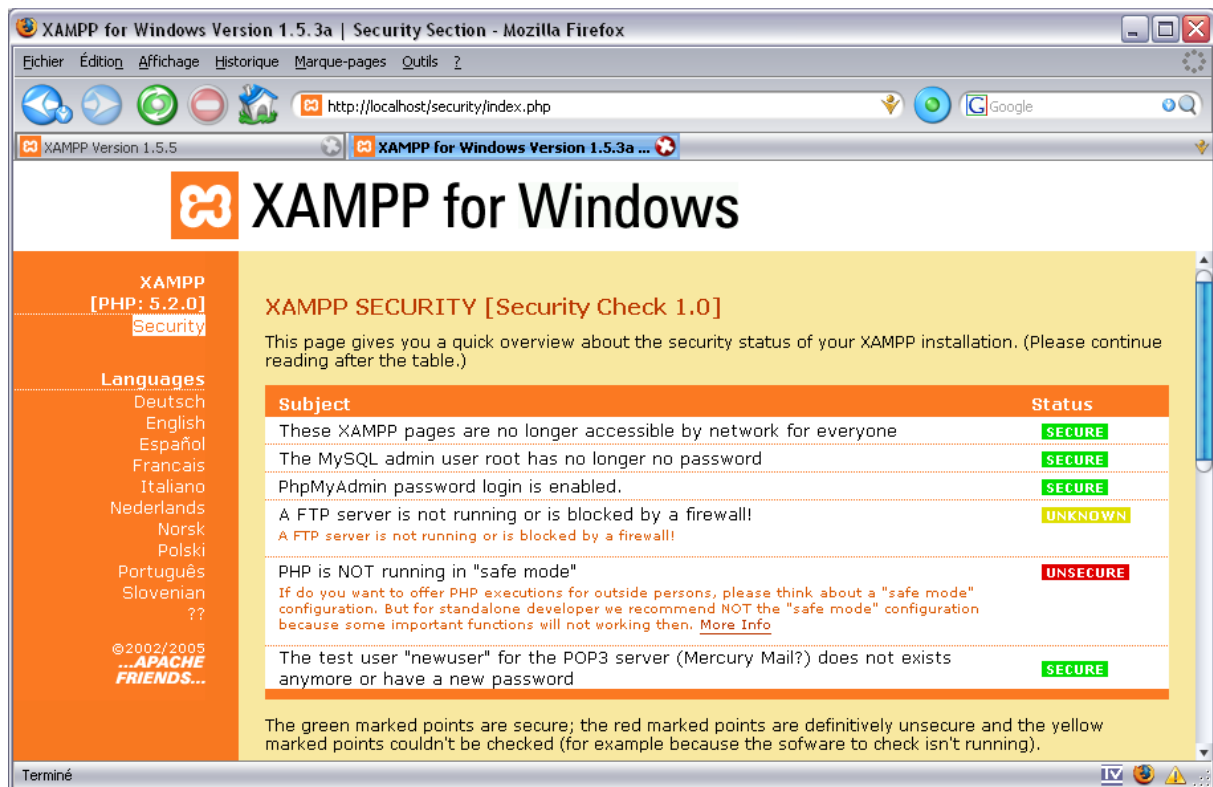 XAMPP for Windows Version 1.5.3a | Security Section - Mozilla Firefox
Fichier Édition Affichage Historique Marque-pages Outils ?
http://localhost/security/index.php
G Google
XAMPP Version 1.5.5
XAMPP for Windows Version 1.5.3a ...
XAMPP for Windows
XAMPP
[PHP: 5.2.0]
Security
Languages
Deutsch
English
Español
Francais
Italiano
Nederlands
Norsk
Polski
Português
Slovenian
??
©2002/2005
...APACHE
FRIENDS...
XAMPP SECURITY [Security Check 1.0]
This page gives you a quick overview about the security status of your XAMPP installation. (Please continue
reading after the table.)
Subject Status
These XAMPP pages are no longer accessible by network for everyone SECURE
The MySQL admin user root has no longer no password SECURE
PhpMyAdmin password login is enabled. SECURE
A FTP server is not running or is blocked by a firewall! UNKNOWN
A FTP server is not running or is blocked by a firewall!
PHP is NOT running in "safe mode" UNSECURE
If do you want to offer PHP executions for outside persons, please think about a "safe mode"
configuration. But for standalone developer we recommend NOT the "safe mode" configuration
because some important functions will not working then. More Info
The test user "newuser" for the POP3 server (Mercury Mail?) does not exists
anymore or have a new password SECURE
The green marked points are secure; the red marked points are definitively unsecure and the yellow
marked points couldn't be checked (for example because the sofware to check isn't running).
Terminé
TV